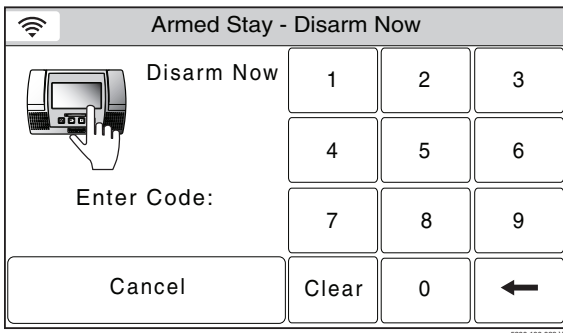 Armed Stay - Disarm Now
Disarm Now
1 2 3
4 5 6
Enter Code:
7 8 9
Cancel Clear 0